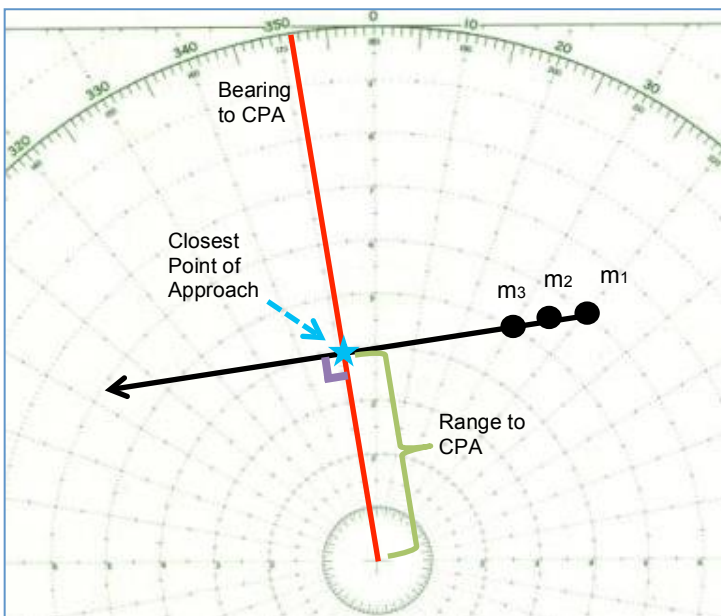 320
330
340
350
0
10
20
30
Bearing
to CPA
Closest
Point of
Approach
m3
m2
m1
Range to
CPA